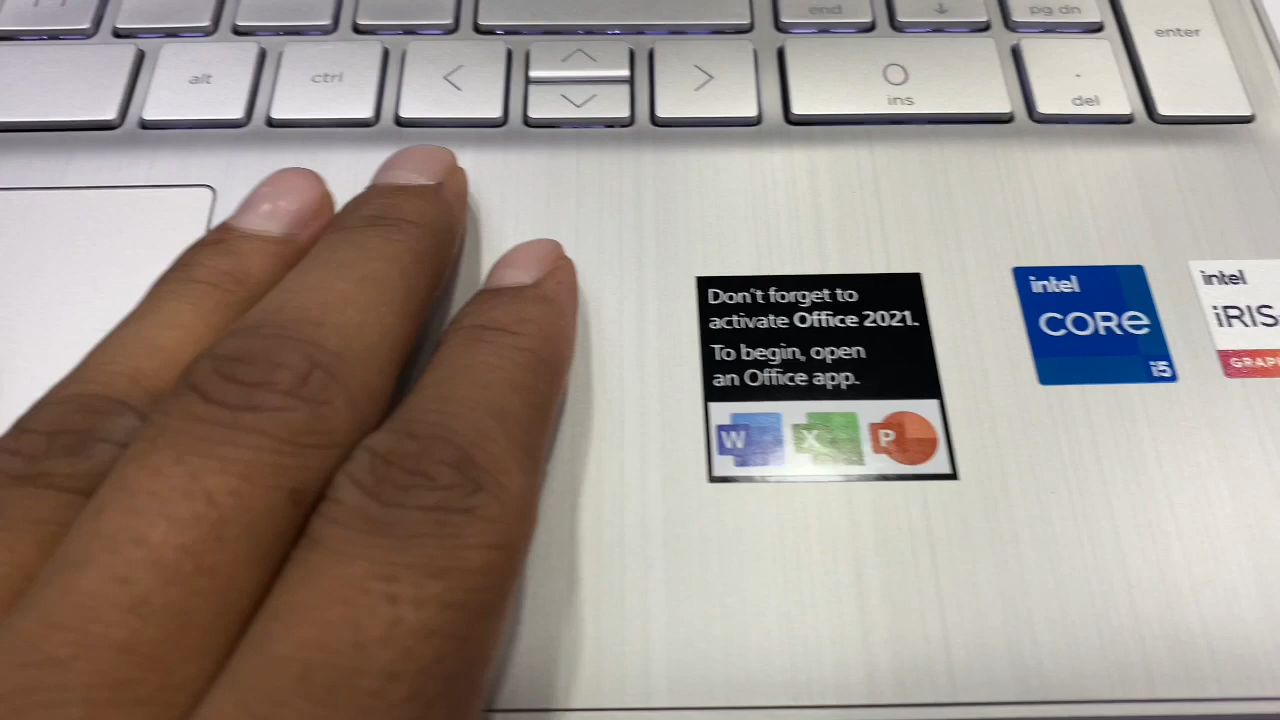 end
pg dn
enter
alt
ctrl
O
ins
.
del
Don't forget to
activate Office 2021.
To begin, open
an Office app.
W X P
intel
CORE
i5
intel
iRIS
GRAP